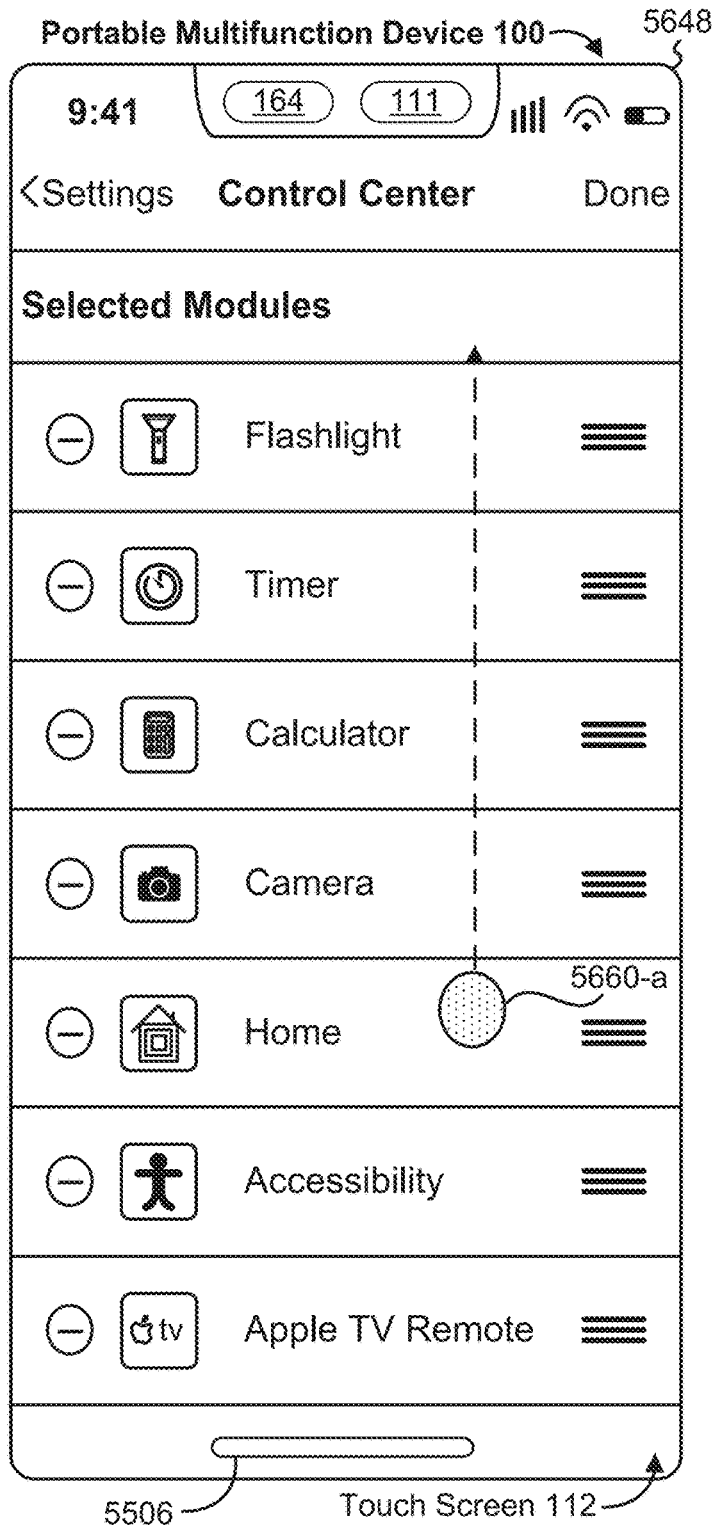 Portable Multifunction Device 100
5648
9:41
164
111
<Settings
Control Center
Done
Selected Modules
Flashlight
Timer
Calculator
Camera
5660-a
Home
Accessibility
tv
Apple TV Remote
5506
Touch Screen 112